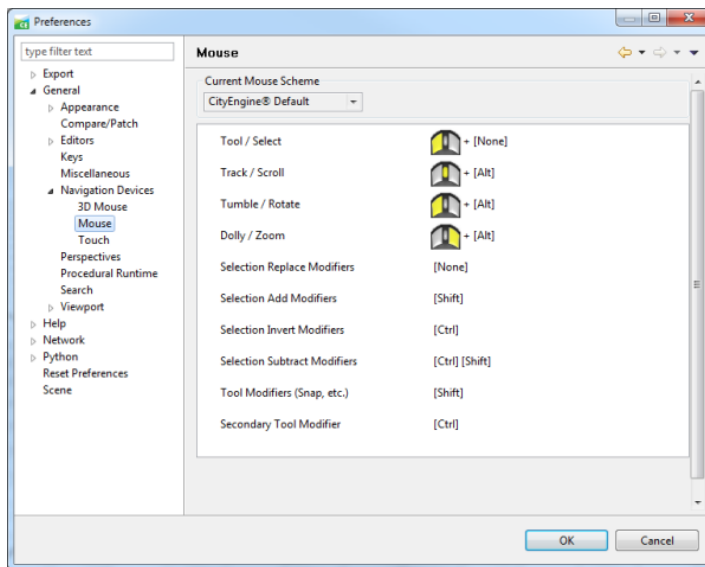 Preferences
type filter text
Export
General
Appearance
Compare/Patch
Editors
Keys
Miscellaneous
Navigation Devices
3D Mouse
Mouse
Touch
Perspectives
Procedural Runtime
Search
Viewport
Help
Network
Python
Reset Preferences
Scene
Mouse
Current Mouse Scheme
CityEngine® Default
Tool / Select + [None]
Track / Scroll + [Alt]
Tumble / Rotate + [Alt]
Dolly / Zoom + [Alt]
Selection Replace Modifiers [None]
Selection Add Modifiers [Shift]
Selection Invert Modifiers [Ctrl]
Selection Subtract Modifiers [Ctrl] [Shift]
Tool Modifiers (Snap, etc.) [Shift]
Secondary Tool Modifier [Ctrl]
OK Cancel